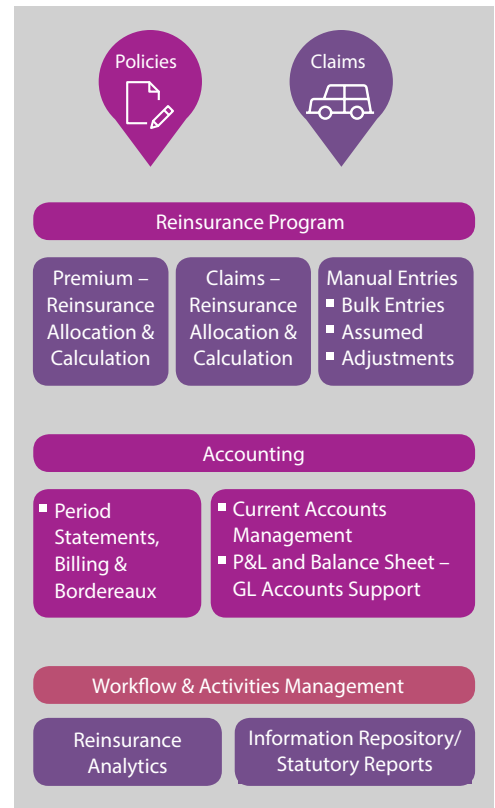 Policies
Claims
Reinsurance Program
Premium –
Reinsurance
Allocation &
Calculation
Claims –
Reinsurance
Allocation &
Calculation
Manual Entries
▪ Bulk Entries
▪ Assumed
▪ Adjustments
Accounting
▪ Period
Statements,
Billing &
Bordereaux
▪ Current Accounts
Management
▪ P&L and Balance Sheet –
GL Accounts Support
Workflow & Activities Management
Reinsurance
Analytics
Information Repository/
Statutory Reports